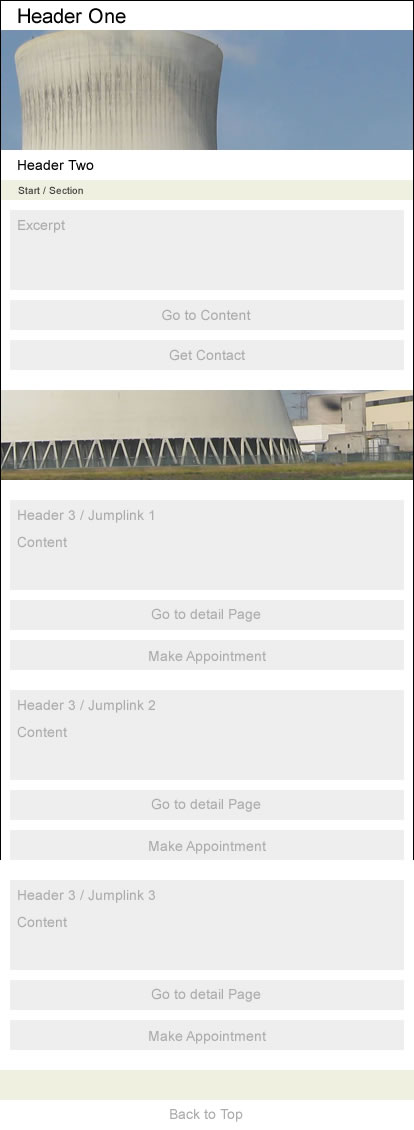 Header One
Header Two
Start / Section
Excerpt
Go to Content
Get Contact
Header 3 / Jumplink 1
Content
Go to detail Page
Make Appointment
Header 3 / Jumplink 2
Content
Go to detail Page
Make Appointment
Header 3 / Jumplink 3
Content
Go to detail Page
Make Appointment
Back to Top